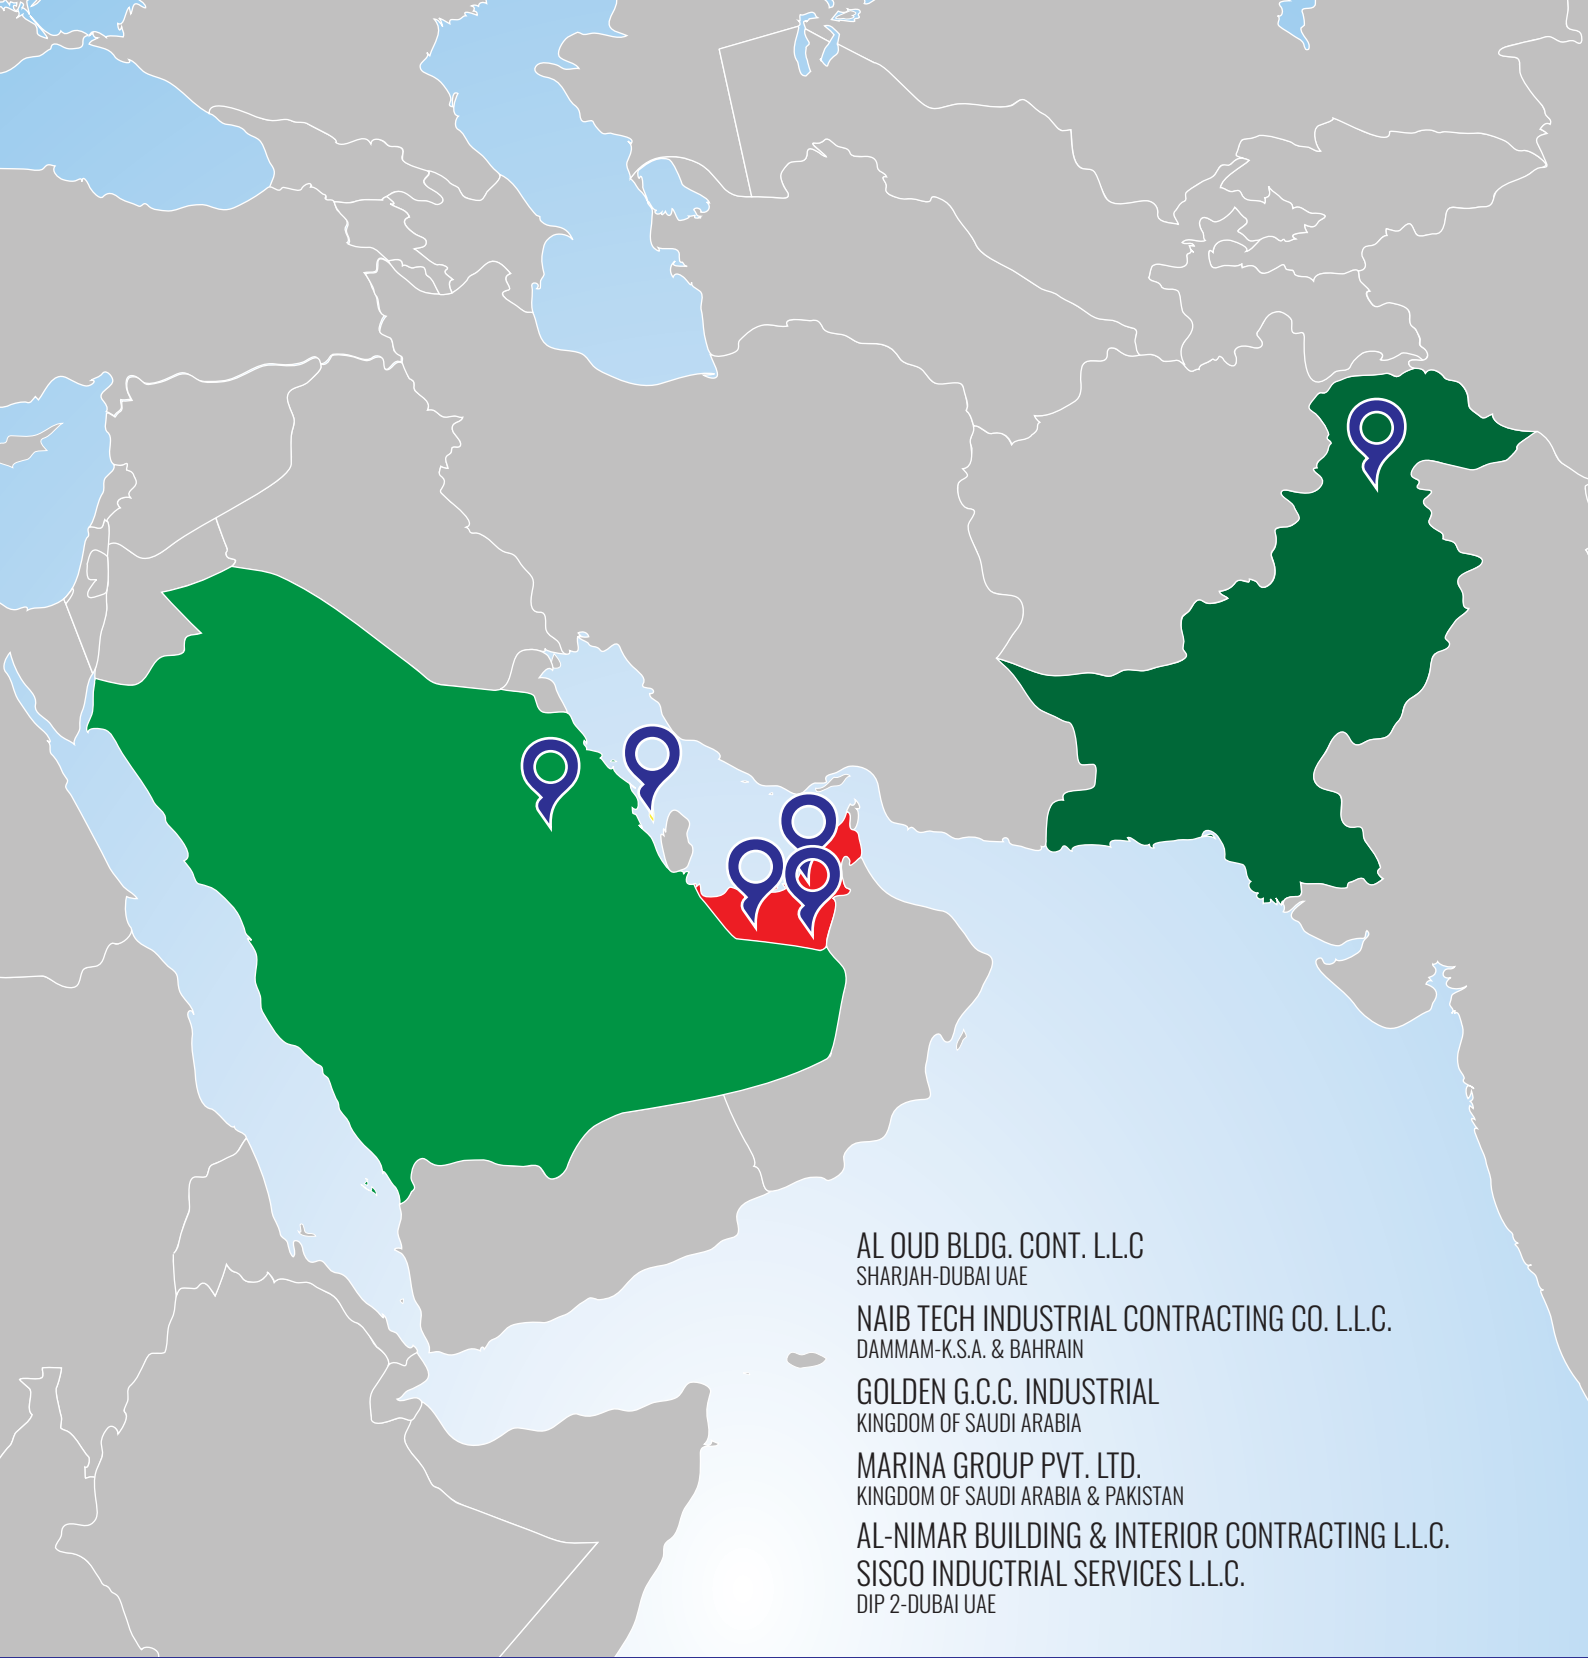 AL OUD BLDG. CONT. L.L.C
SHARJAH-DUBAI UAE
NAIB TECH INDUSTRIAL CONTRACTING CO. L.L.C.
DAMMAM-K.S.A. & BAHRAIN
GOLDEN G.C.C. INDUSTRIAL
KINGDOM OF SAUDI ARABIA
MARINA GROUP PVT. LTD.
KINGDOM OF SAUDI ARABIA & PAKISTAN
AL-NIMAR BUILDING & INTERIOR CONTRACTING L.L.C.
SISCO INDUCTRIAL SERVICES L.L.C.
DIP 2-DUBAI UAE